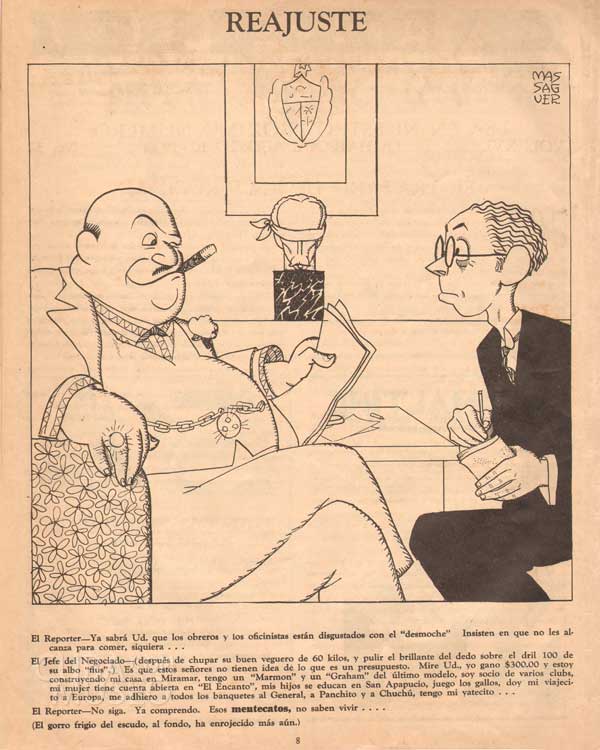 REAJUSTE
MAS
SAG
UER
El Reporter—Ya sabrá Ud. que los obreros y los oficinistas están disgustados con el "desmoche" Insisten en que no les al-
canza para comer, siquiera . . .
El Jefe del Negociado—(después de chupar su buen veguero de 60 kilos, y pulir el brillante del dedo sobre el dril 100 de
su albo "flus".) Es que estos señores no tienen idea de lo que es un presupuesto. Mire Ud., yo gano $300.00 y estoy
construyendo mi casa en Miramar, tengo un "Marmon" y un "Graham" del último modelo, soy socio de varios clubs,
mi mujer tiene cuenta abierta en "El Encanto", mis hijos se educan en San Apapucio, juego los gallos, doy mi viajeci-
to a Europa, me adhiero a todos los banquetes al General, a Panchito y a Chuchú, tengo mi yatecito . . .
El Reporter—No siga. Ya comprendo. Esos mentecatos, no saben vivir . . . .
(El gorro frigio del escudo, al fondo, ha enrojecido más aún.)
8